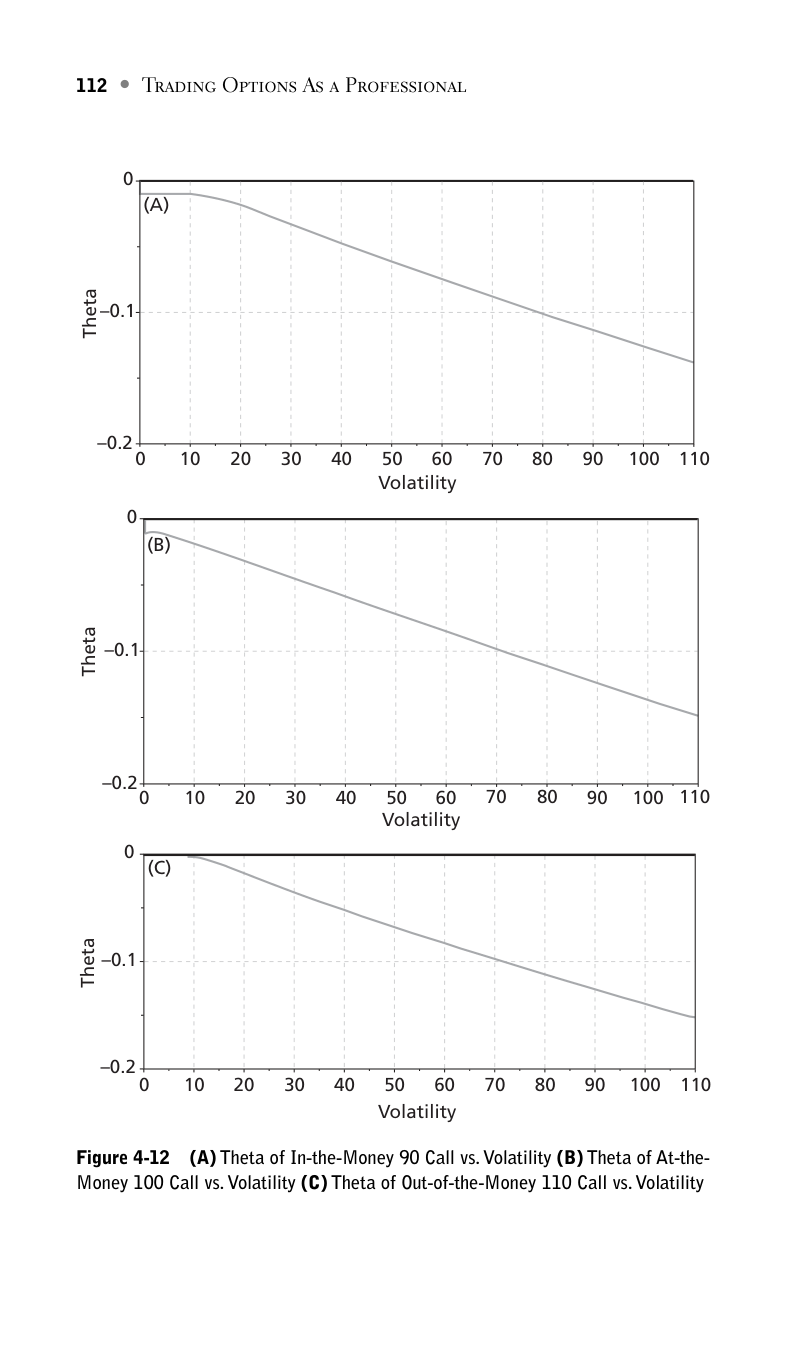 112 • TRADING OPTIONS AS A PROFESSIONAL
0
(A)
Theta
–0.1
–0.2
0 10 20 30 40 50 60 70 80 90 100 110
Volatility
0
(B)
Theta
–0.1
–0.2
0 10 20 30 40 50 60 70 80 90 100 110
Volatility
0
(C)
Theta
–0.1
–0.2
0 10 20 30 40 50 60 70 80 90 100 110
Volatility
Figure 4-12 (A) Theta of In-the-Money 90 Call vs. Volatility (B) Theta of At-the-
Money 100 Call vs. Volatility (C) Theta of Out-of-the-Money 110 Call vs. Volatility